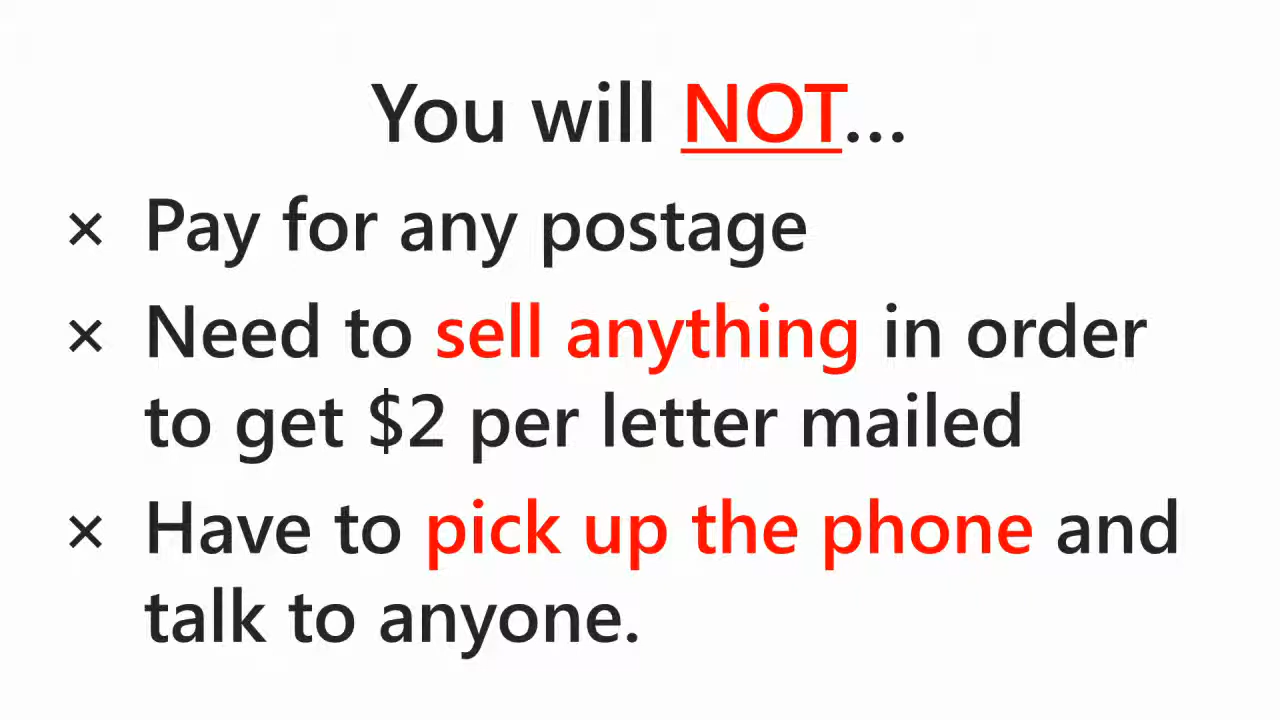 You will NOT...
× Pay for any postage
× Need to sell anything in order
to get $2 per letter mailed
× Have to pick up the phone and
talk to anyone.